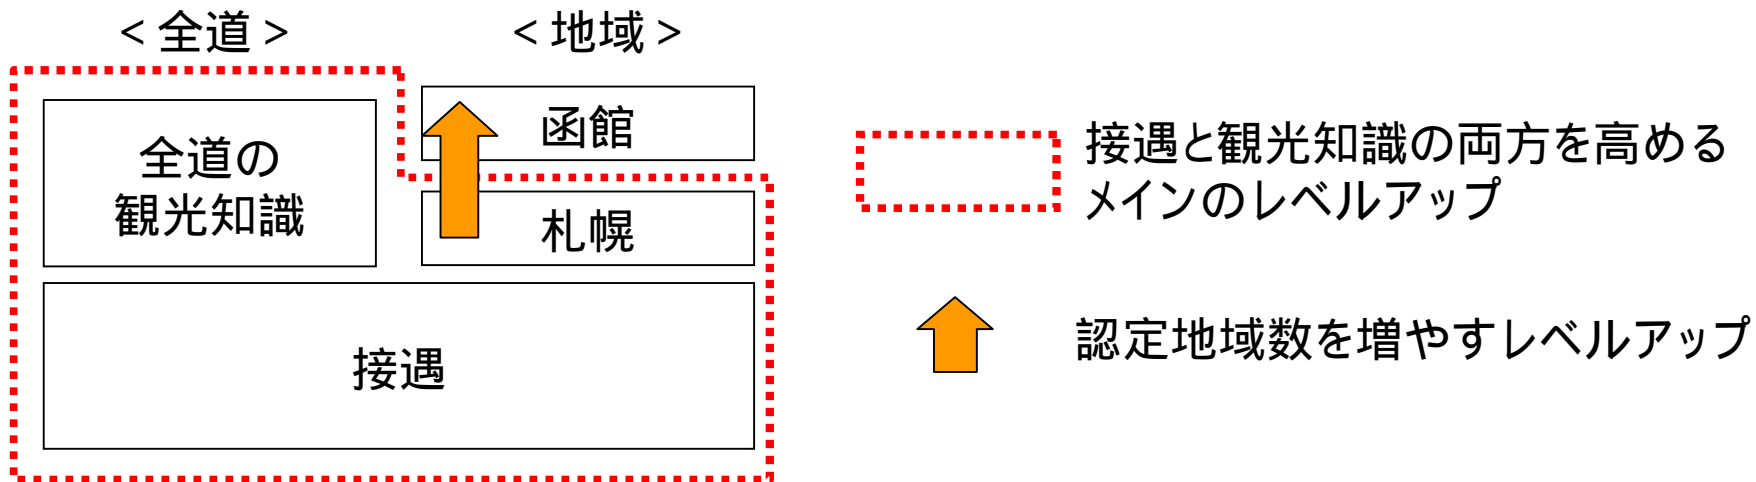 <全道>
<地域>
全道の
観光知識
函館
札幌
接遇
接遇と観光知識の両方を高める
メインのレベルアップ
認定地域数を増やすレベルアップ